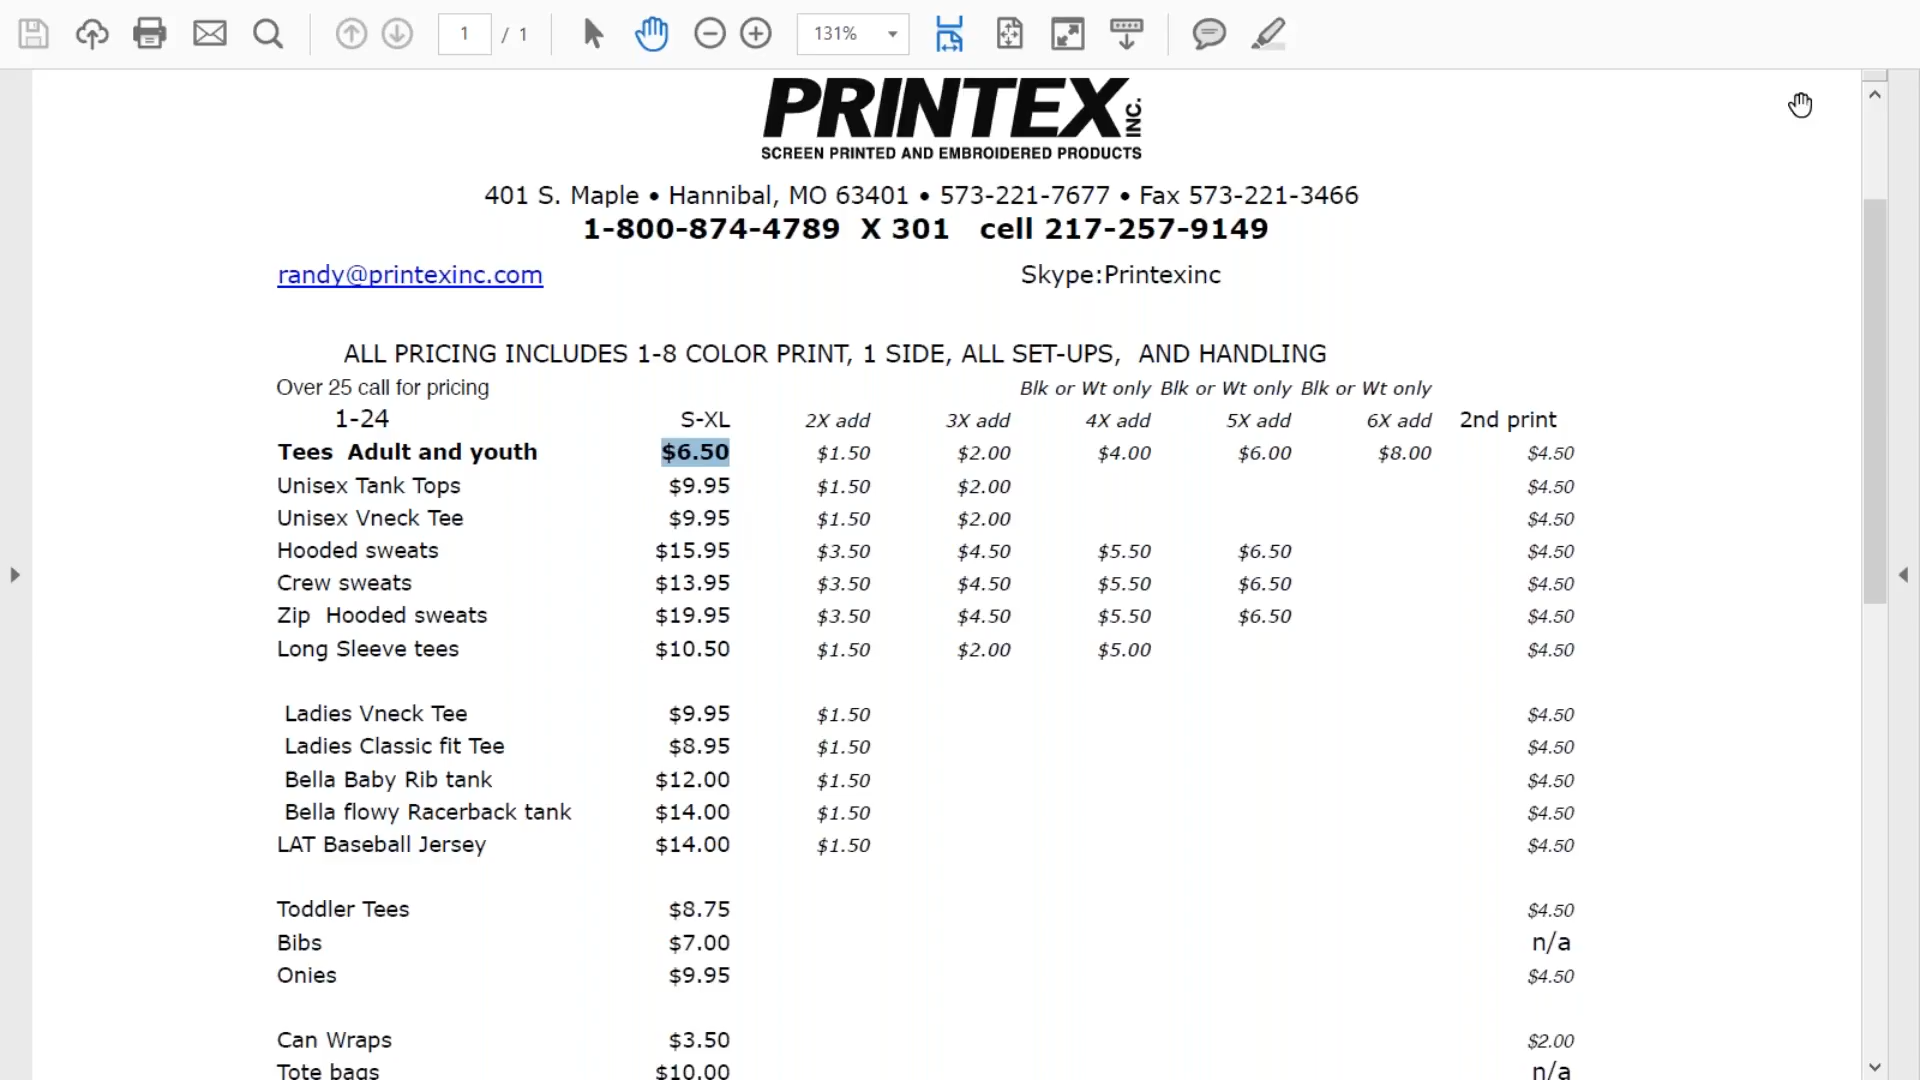 1 / 1 131%
PRINTEX INC.
SCREEN PRINTED AND EMBROIDERED PRODUCTS
401 S. Maple • Hannibal, MO 63401 • 573-221-7677 • Fax 573-221-3466
1-800-874-4789 X 301 cell 217-257-9149
randy@printexinc.com Skype:Printexinc
ALL PRICING INCLUDES 1-8 COLOR PRINT, 1 SIDE, ALL SET-UPS, AND HANDLING
Over 25 call for pricing Blk or Wt only Blk or Wt only Blk or Wt only
1-24 S-XL 2X add 3X add 4X add 5X add 6X add 2nd print
Tees Adult and youth $6.50 $1.50 $2.00 $4.00 $6.00 $8.00 $4.50
Unisex Tank Tops $9.95 $1.50 $2.00 $4.50
Unisex Vneck Tee $9.95 $1.50 $2.00 $4.50
Hooded sweats $15.95 $3.50 $4.50 $5.50 $6.50 $4.50
Crew sweats $13.95 $3.50 $4.50 $5.50 $6.50 $4.50
Zip Hooded sweats $19.95 $3.50 $4.50 $5.50 $6.50 $4.50
Long Sleeve tees $10.50 $1.50 $2.00 $5.00 $4.50
Ladies Vneck Tee $9.95 $1.50 $4.50
Ladies Classic fit Tee $8.95 $1.50 $4.50
Bella Baby Rib tank $12.00 $1.50 $4.50
Bella flowy Racerback tank $14.00 $1.50 $4.50
LAT Baseball Jersey $14.00 $1.50 $4.50
Toddler Tees $8.75 $4.50
Bibs $7.00 n/a
Onies $9.95 $4.50
Can Wraps $3.50 $2.00
Tote bags $10.00 n/a